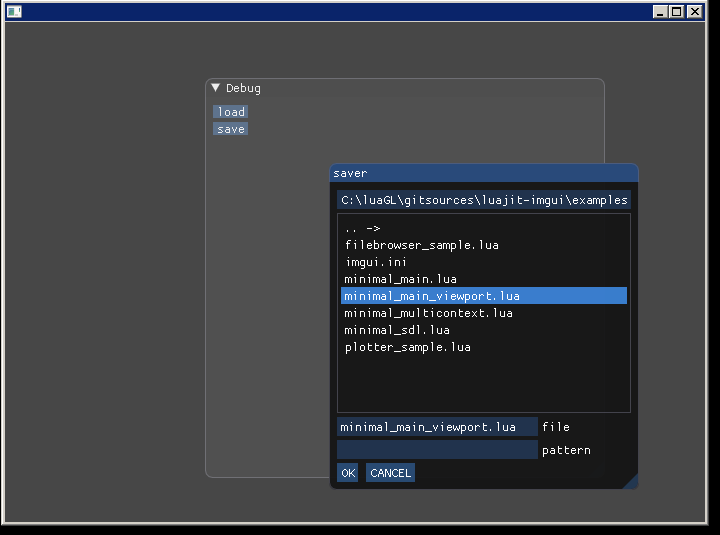 Debug
load
save
saver
C:\luaGL\gitsources\luajit-imgui\examples
.. ->
filebrowser_sample.lua
imgui.ini
minimal_main.lua
minimal_main_viewport.lua
minimal_multicontext.lua
minimal_sdl.lua
plotter_sample.lua
minimal_main_viewport.lua file
pattern
OK CANCEL